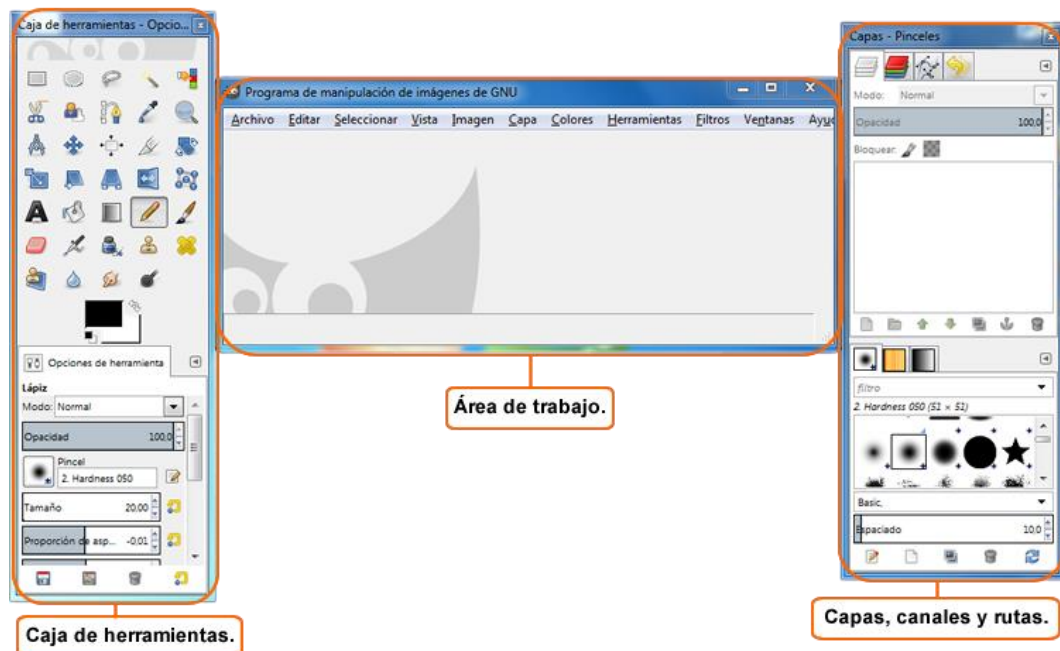 Caja de herramientas - Opcio...
Opciones de herramienta
Lápiz
Modo: Normal
Opacidad 100,0
Pincel
2. Hardness 050
Tamaño 20,00
Proporción de asp... -0,01
Caja de herramientas.
Programa de manipulación de imágenes de GNU
Archivo Editar Seleccionar Vista Imagen Capa Colores Herramientas Filtros Ventanas Ayu
Área de trabajo.
Capas - Pinceles
Modo: Normal
Opacidad 100,0
Bloquear:
filtro
2. Hardness 050 (51 × 51)
Basic,
Espaciado 10,0
Capas, canales y rutas.